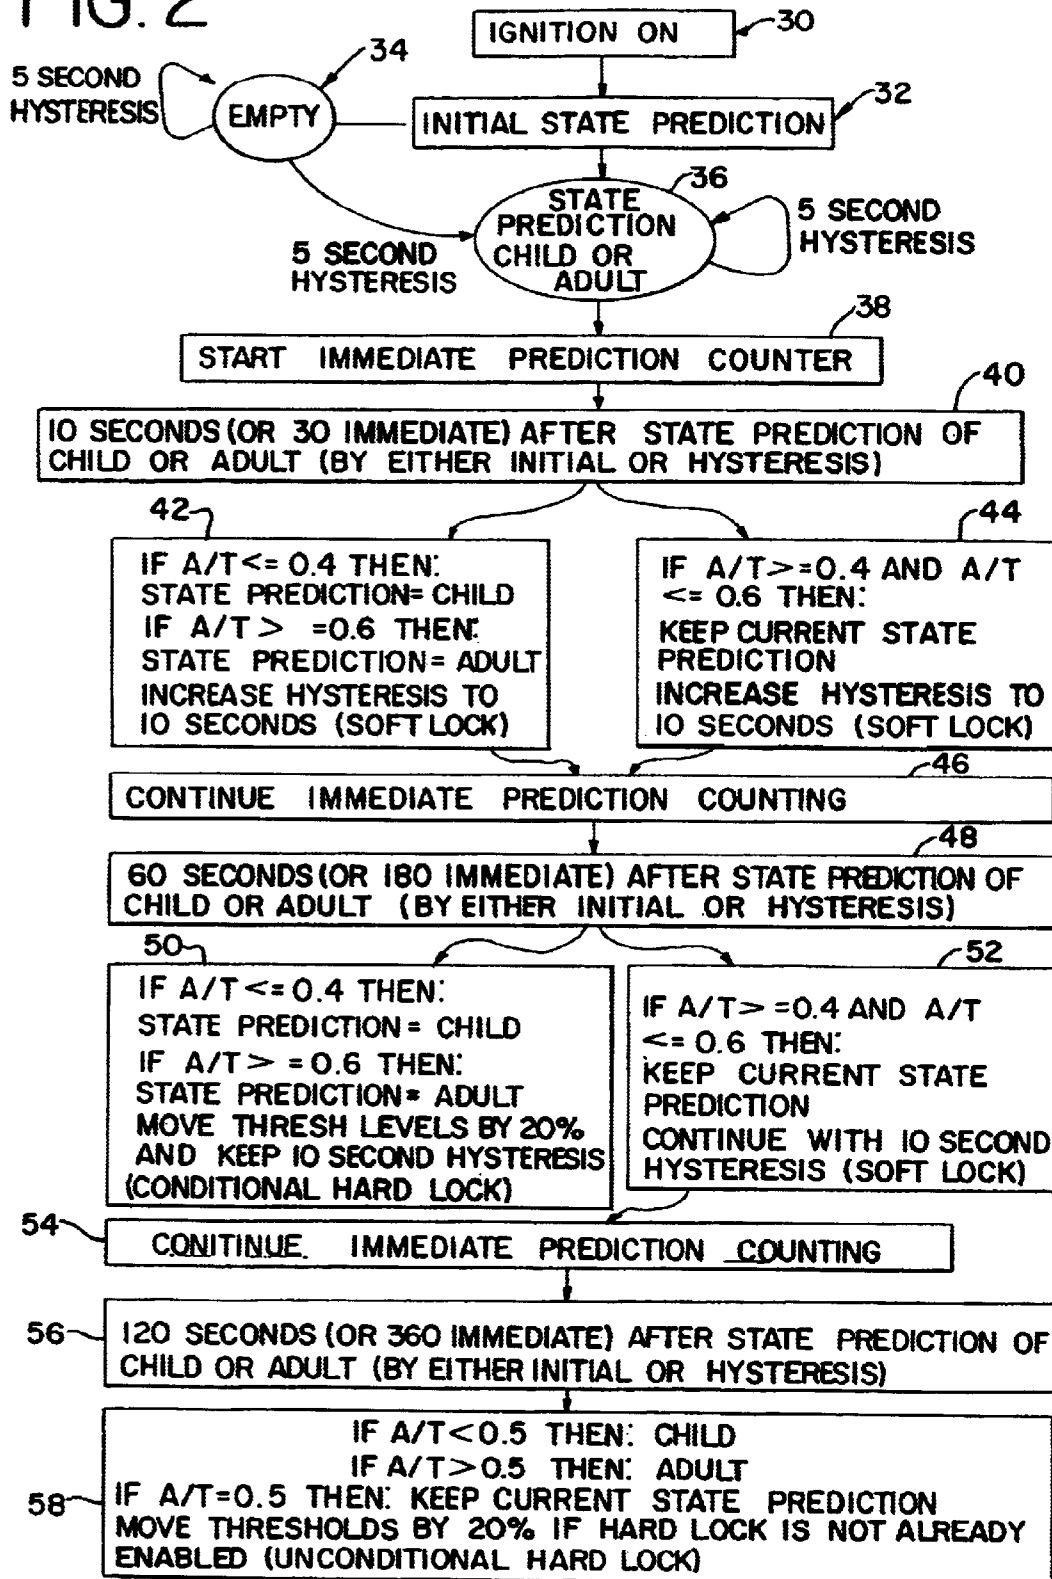 FIG. 2
IGNITION ON
30
34
5 SECOND
HYSTERESIS
EMPTY
INITIAL STATE PREDICTION
32
36
STATE
PREDICTION
CHILD OR
ADULT
5 SECOND
HYSTERESIS
5 SECOND
HYSTERESIS
38
START IMMEDIATE PREDICTION COUNTER
40
10 SECONDS (OR 30 IMMEDIATE) AFTER STATE PREDICTION OF
CHILD OR ADULT (BY EITHER INITIAL OR HYSTERESIS)
42
IF A/T<= 0.4 THEN:
STATE PREDICTION= CHILD
IF A/T > =0.6 THEN:
STATE PREDICTION= ADULT
INCREASE HYSTERESIS TO
10 SECONDS (SOFT LOCK)
44
IF A/T>=0.4 AND A/T
<= 0.6 THEN:
KEEP CURRENT STATE
PREDICTION
INCREASE HYSTERESIS TO
10 SECONDS (SOFT LOCK)
46
CONTINUE IMMEDIATE PREDICTION COUNTING
48
60 SECONDS (OR 180 IMMEDIATE) AFTER STATE PREDICTION OF
CHILD OR ADULT (BY EITHER INITIAL OR HYSTERESIS)
50
IF A/T<=0.4 THEN:
STATE PREDICTION = CHILD
IF A/T> =0.6 THEN:
STATE PREDICTION= ADULT
MOVE THRESH LEVELS BY 20%
AND KEEP 10 SECOND HYSTERESIS
(CONDITIONAL HARD LOCK)
52
IF A/T> =0.4 AND A/T
<= 0.6 THEN:
KEEP CURRENT STATE
PREDICTION
CONTINUE WITH 10 SECOND
HYSTERESIS (SOFT LOCK)
54
CONITINUE. IMMEDIATE PREDICTION COUNTING
56
120 SECONDS (OR 360 IMMEDIATE) AFTER STATE PREDICTION OF
CHILD OR ADULT (BY EITHER INITIAL OR HYSTERESIS)
58
IF A/T<0.5 THEN: CHILD
IF A/T>0.5 THEN: ADULT
IF A/T=0.5 THEN: KEEP CURRENT STATE PREDICTION
MOVE THRESHOLDS BY 20% IF HARD LOCK IS NOT ALREADY
ENABLED (UNCONDITIONAL HARD LOCK)